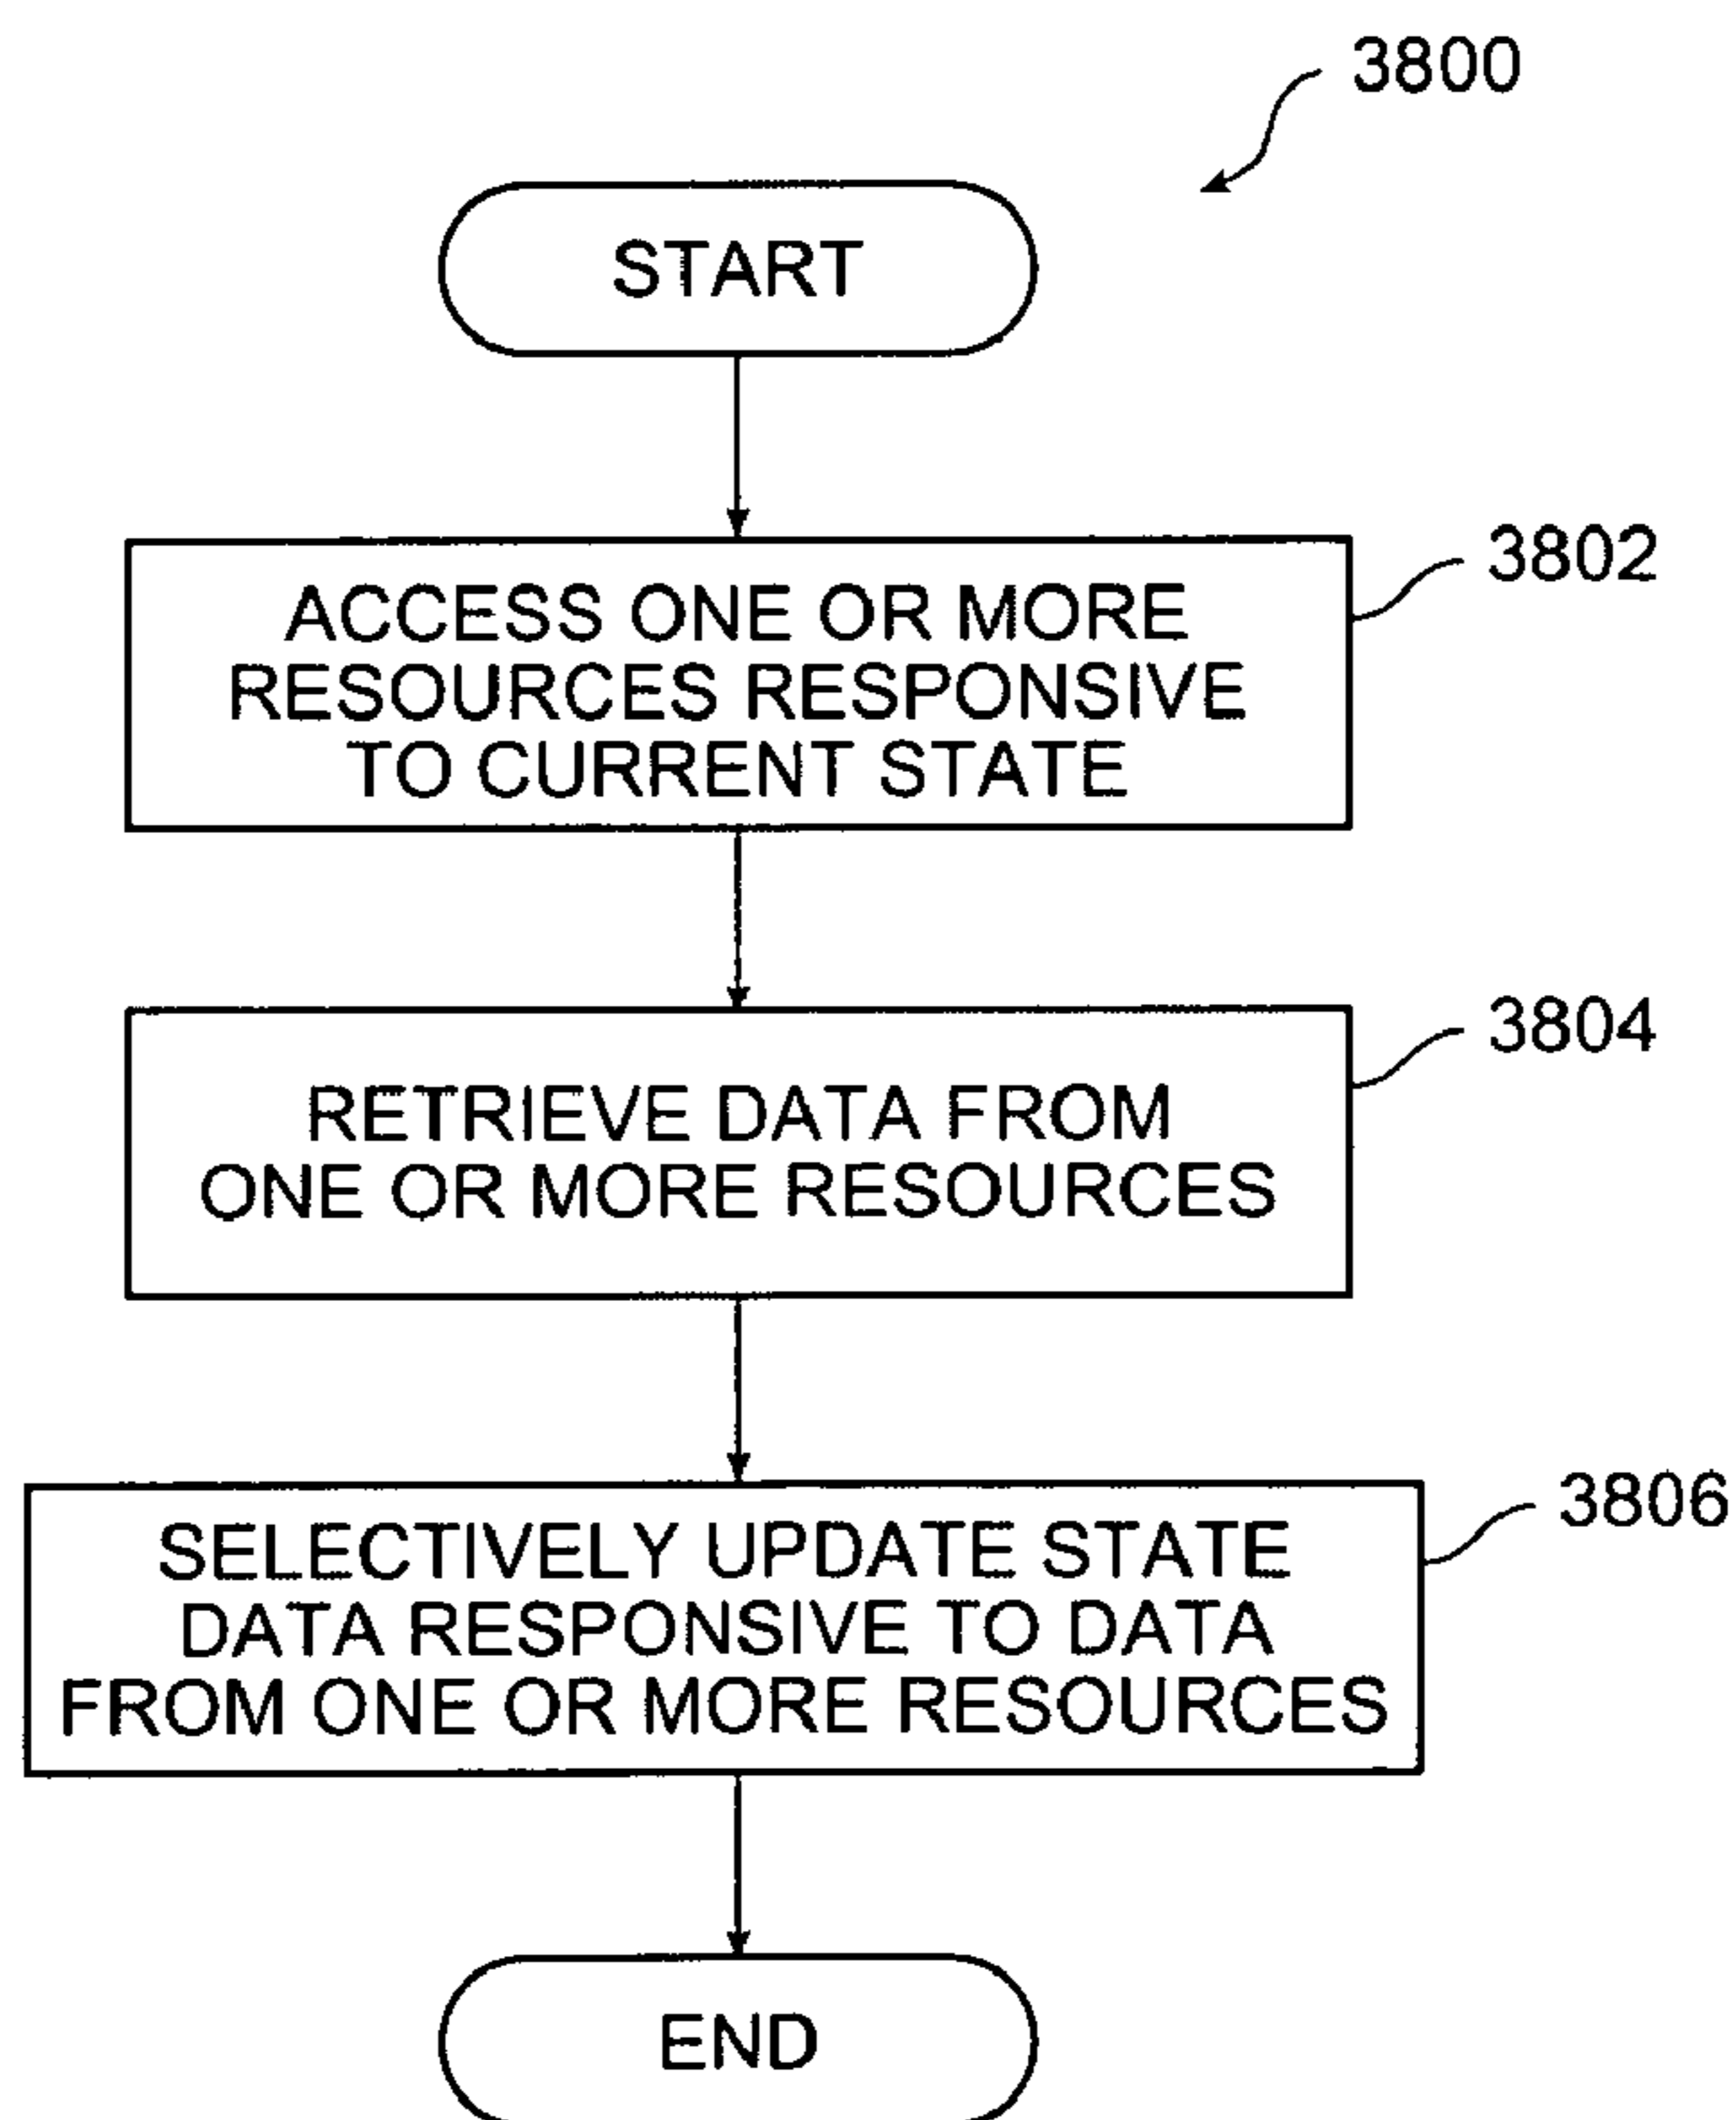 3800
START
3802
ACCESS ONE OR MORE
RESOURCES RESPONSIVE
TO CURRENT STATE
3804
RETRIEVE DATA FROM
ONE OR MORE RESOURCES
3806
SELECTIVELY UPDATE STATE
DATA RESPONSIVE TO DATA
FROM ONE OR MORE RESOURCES
END